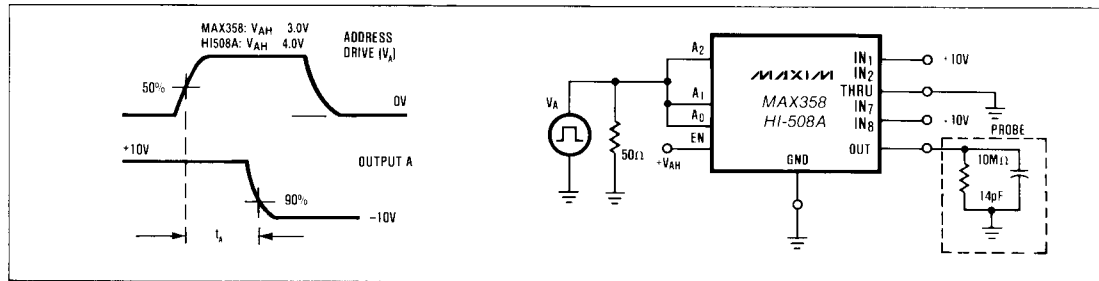 MAX358: VAH 3.0V
HI508A: VAH 4.0V
ADDRESS
DRIVE (VA)
50%
0V
+10V
OUTPUT A
90%
-10V
tA
VA
50Ω
+VAH
A2
A1
A0
EN
MAXIM
MAX358
HI-508A
GND
IN1
IN2
THRU
IN7
IN8
OUT
+10V
-10V
PROBE
10MΩ
14pF